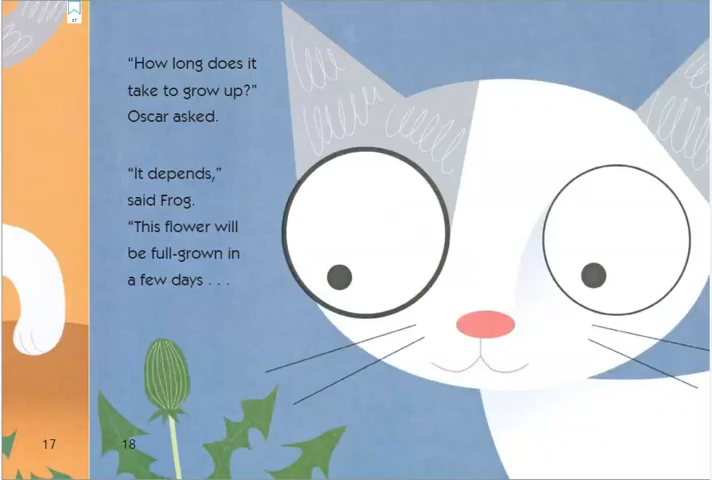 17
“How long does it
take to grow up?”
Oscar asked.
“It depends,”
said Frog.
“This flower will
be full-grown in
a few days . . .
17
18